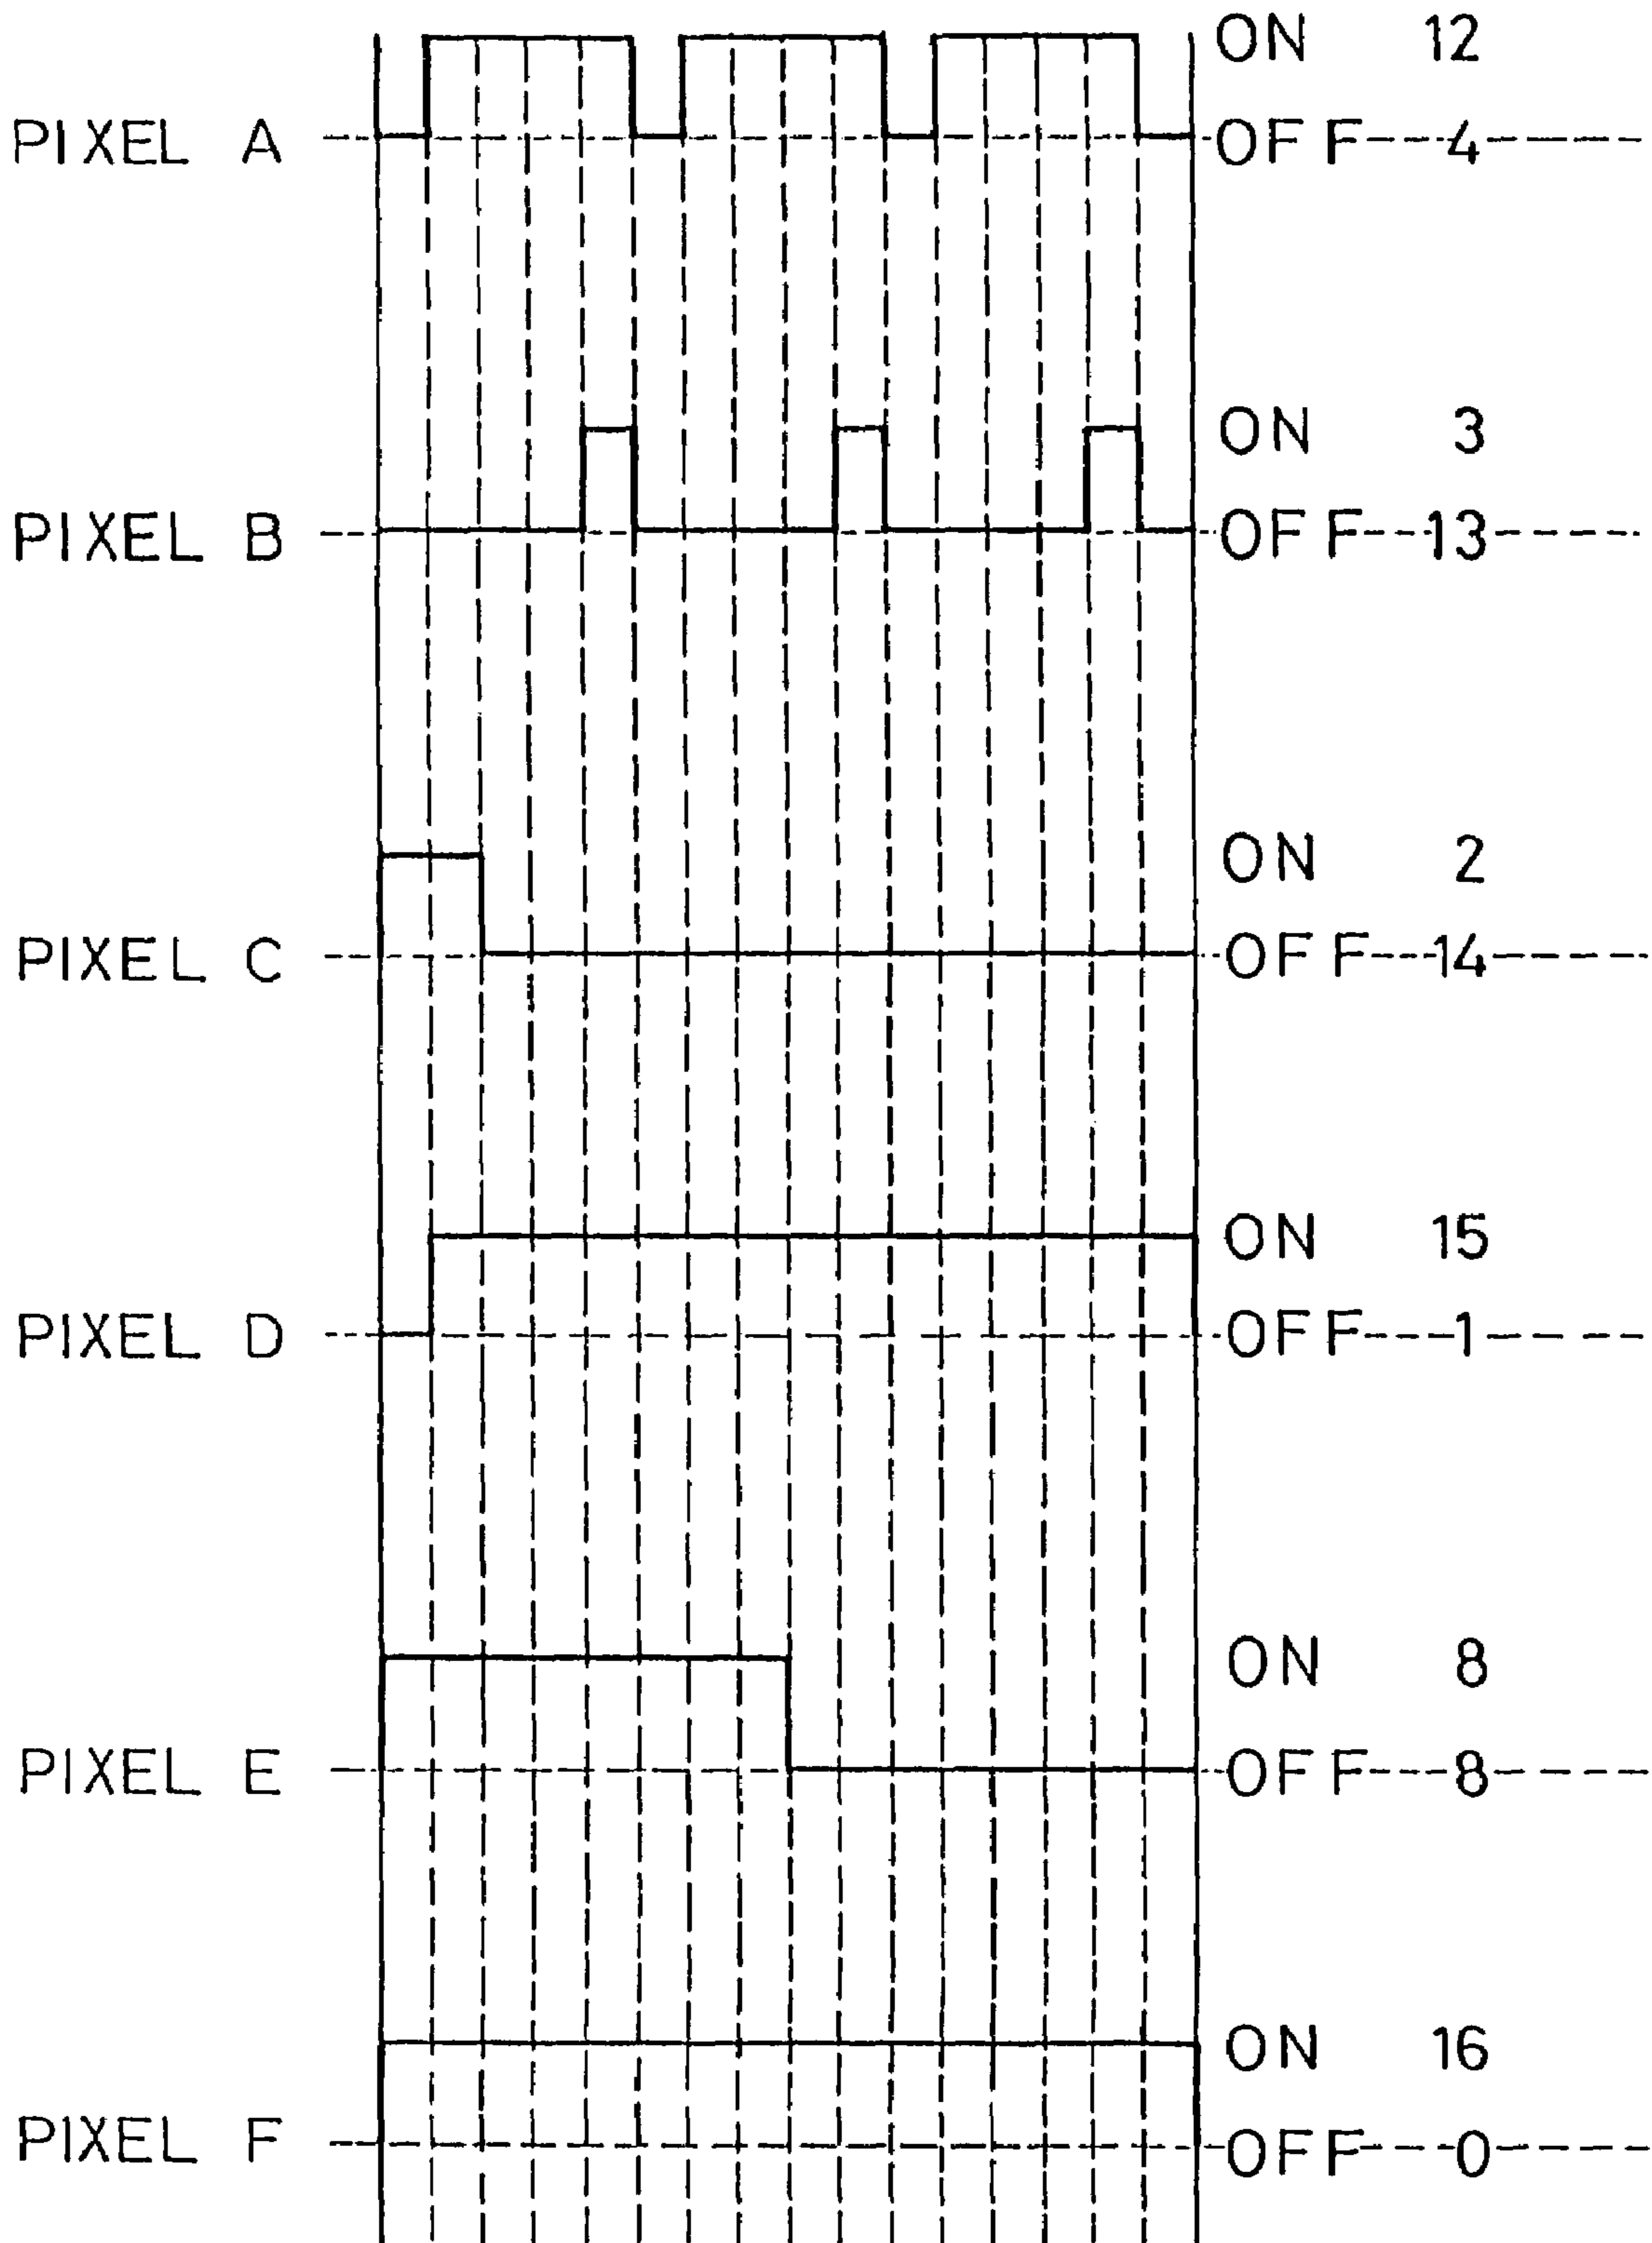 ON 12
PIXEL A OFF 4
ON 3
PIXEL B OFF 13
ON 2
PIXEL C OFF 14
ON 15
PIXEL D OFF 1
ON 8
PIXEL E OFF 8
ON 16
PIXEL F OFF 0